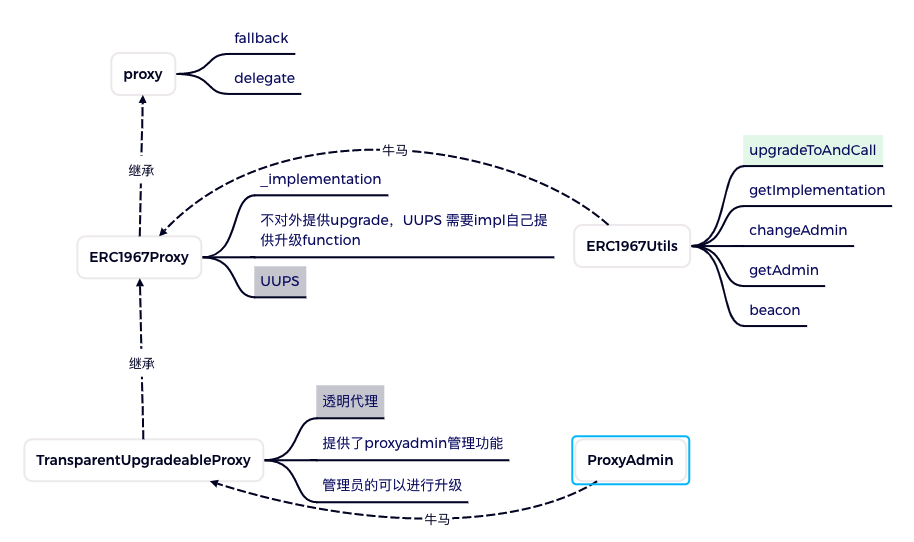 fallback
proxy
delegate
继承
牛马
_implementation
不对外提供upgrade，UUPS 需要impl自己提
供升级function
ERC1967Proxy
UUPS
upgradeToAndCall
getImplementation
changeAdmin
ERC1967Utils
getAdmin
beacon
继承
透明代理
TransparentUpgradeableProxy
提供了proxyadmin管理功能
管理员的可以进行升级
ProxyAdmin
牛马